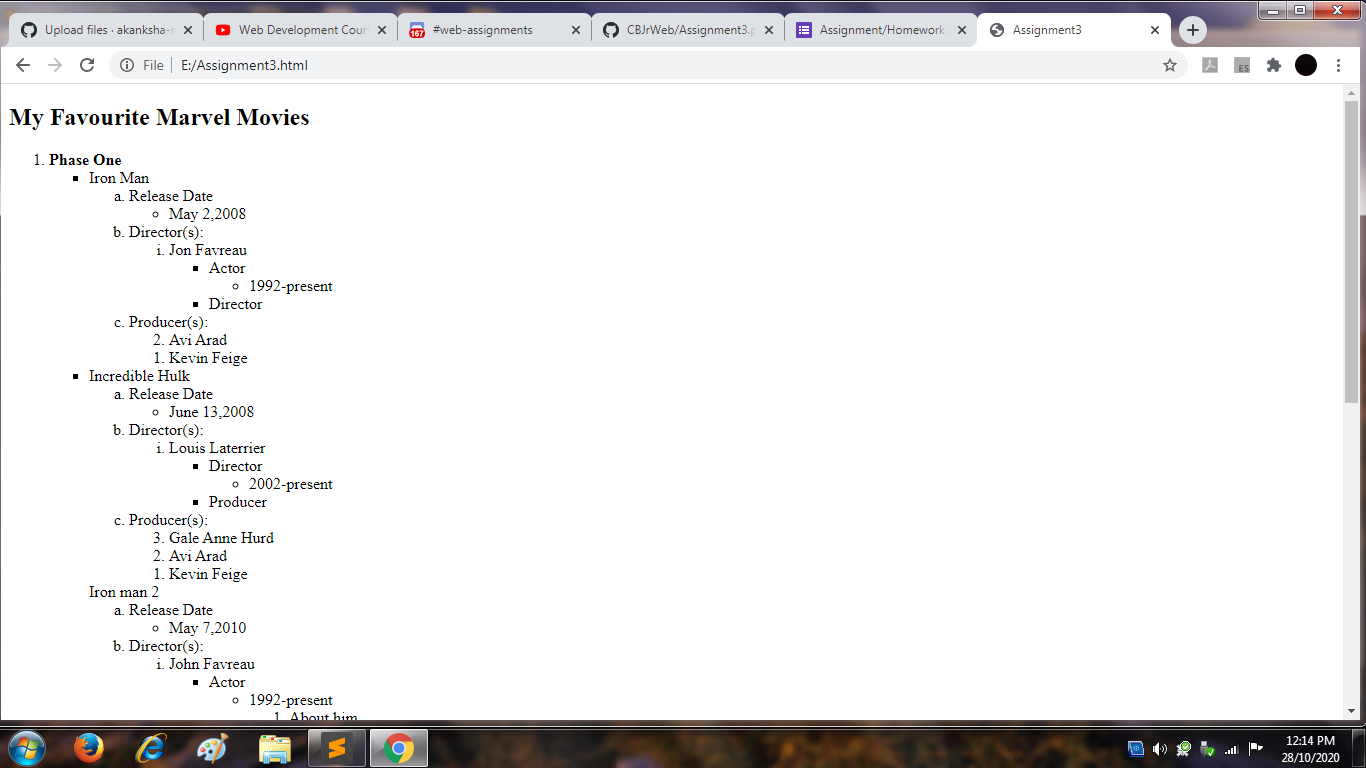 Upload files · akanksha-r
Web Development Cour
#web-assignments
CBJrWeb/Assignment3.p
Assignment/Homework
Assignment3
File
E:/Assignment3.html
My Favourite Marvel Movies
1. Phase One
Iron Man
a. Release Date
May 2,2008
b. Director(s):
i. Jon Favreau
Actor
1992-present
Director
c. Producer(s):
2. Avi Arad
1. Kevin Feige
Incredible Hulk
a. Release Date
June 13,2008
b. Director(s):
i. Louis Laterrier
Director
2002-present
Producer
c. Producer(s):
3. Gale Anne Hurd
2. Avi Arad
1. Kevin Feige
Iron man 2
a. Release Date
May 7,2010
b. Director(s):
i. John Favreau
Actor
1992-present
1. About him
167
ES
12:14 PM
28/10/2020